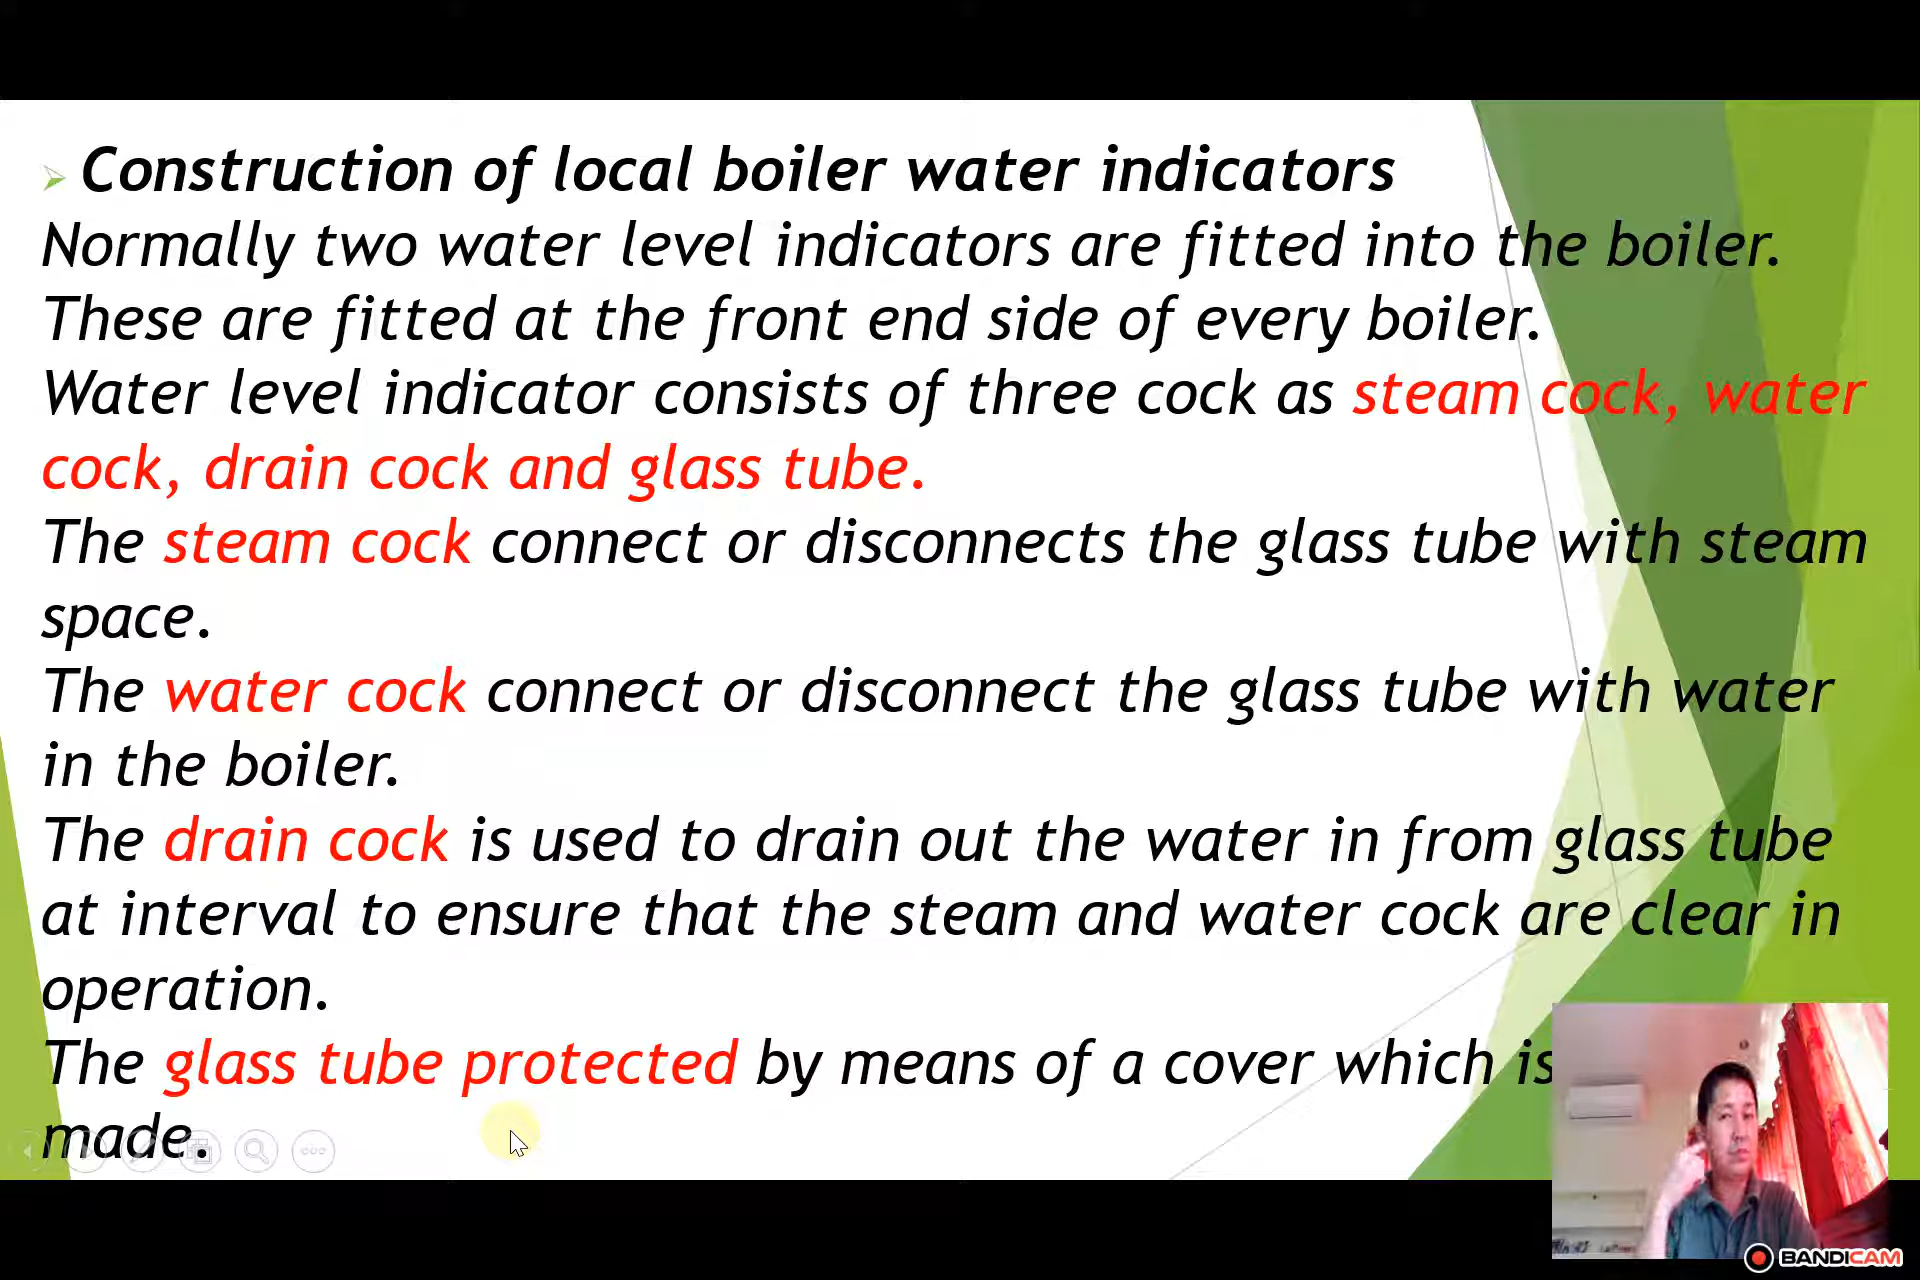 Construction of local boiler water indicators
Normally two water level indicators are fitted into the boiler.
These are fitted at the front end side of every boiler.
Water level indicator consists of three cock as steam cock, water
cock, drain cock and glass tube.
The steam cock connect or disconnects the glass tube with steam
space.
The water cock connect or disconnect the glass tube with water
in the boiler.
The drain cock is used to drain out the water in from glass tube
at interval to ensure that the steam and water cock are clear in
operation.
The glass tube protected by means of a cover which is
made.
BANDICAM